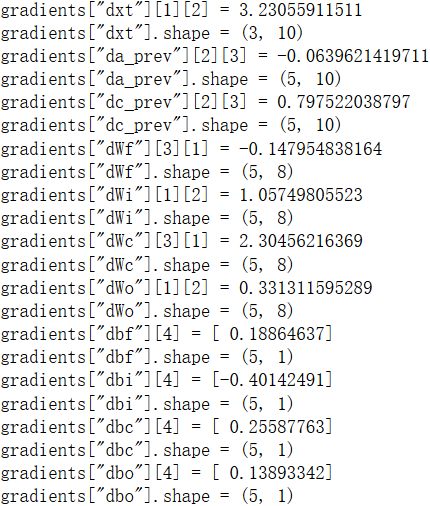 gradients["dxt"][1][2] = 3.23055911511
gradients["dxt"].shape = (3, 10)
gradients["da_prev"][2][3] = -0.0639621419711
gradients["da_prev"].shape = (5, 10)
gradients["dc_prev"][2][3] = 0.797522038797
gradients["dc_prev"].shape = (5, 10)
gradients["dWf"][3][1] = -0.147954838164
gradients["dWf"].shape = (5, 8)
gradients["dWi"][1][2] = 1.05749805523
gradients["dWi"].shape = (5, 8)
gradients["dWc"][3][1] = 2.30456216369
gradients["dWc"].shape = (5, 8)
gradients["dWo"][1][2] = 0.331311595289
gradients["dWo"].shape = (5, 8)
gradients["dbf"][4] = [ 0.18864637]
gradients["dbf"].shape = (5, 1)
gradients["dbi"][4] = [-0.40142491]
gradients["dbi"].shape = (5, 1)
gradients["dbc"][4] = [ 0.25587763]
gradients["dbc"].shape = (5, 1)
gradients["dbo"][4] = [ 0.13893342]
gradients["dbo"].shape = (5, 1)